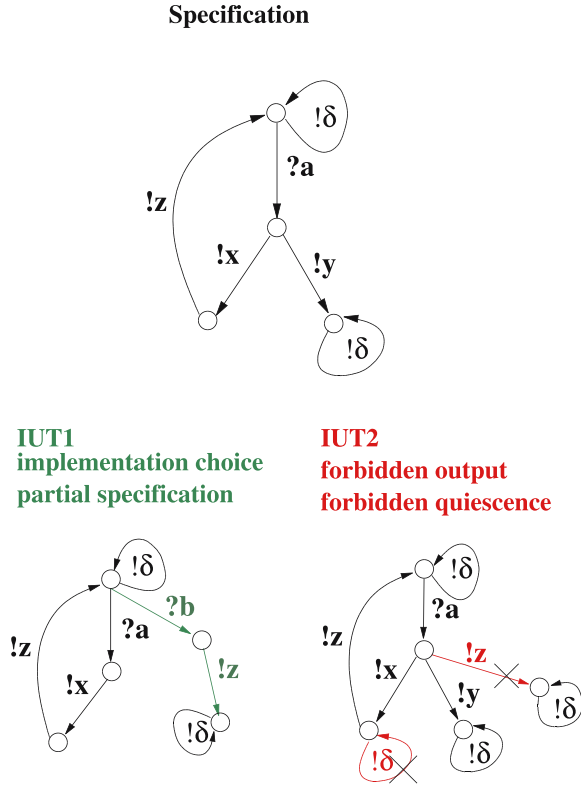 Specification
!δ
?a
!z
!x
!y
!δ
IUT1
implementation choice
partial specification
!δ
?b
?a
!z
!x
!z
!δ
IUT2
forbidden output
forbidden quiescence
!δ
?a
!z
!z
!x
!y
!δ
!δ
!δ